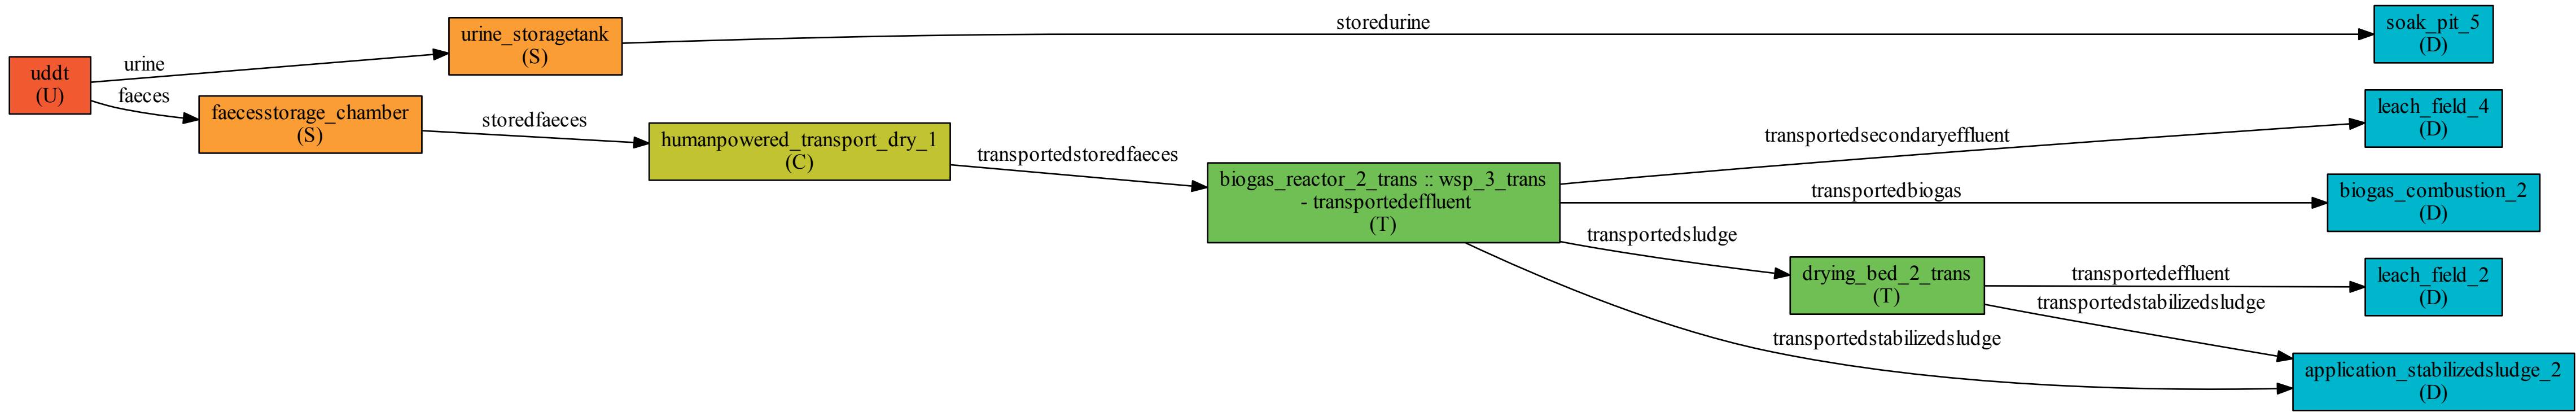 uddt
(U)
urine
faeces
urine_storagetank
(S)
faecesstorage_chamber
(S)
storedurine
storedfaeces
humanpowered_transport_dry_1
(C)
transportedstoredfaeces
biogas_reactor_2_trans :: wsp_3_trans
- transportedeffluent
(T)
transportedsecondaryeffluent
transportedbiogas
transportedsludge
transportedstabilizedsludge
drying_bed_2_trans
(T)
transportedeffluent
transportedstabilizedsludge
soak_pit_5
(D)
leach_field_4
(D)
biogas_combustion_2
(D)
leach_field_2
(D)
application_stabilizedsludge_2
(D)